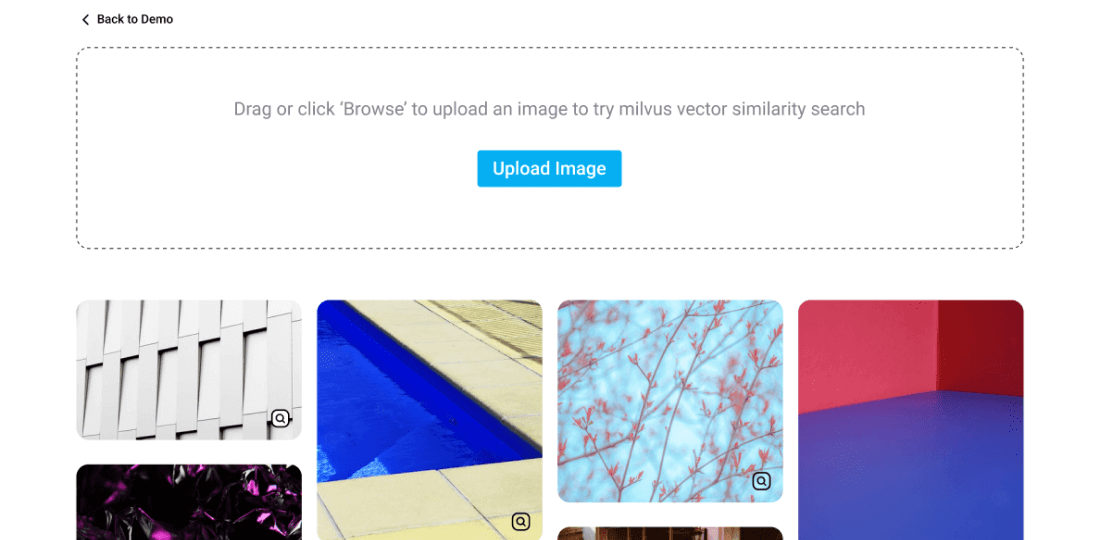 Back to Demo
Drag or click ‘Browse’ to upload an image to try milvus vector similarity search
Upload Image